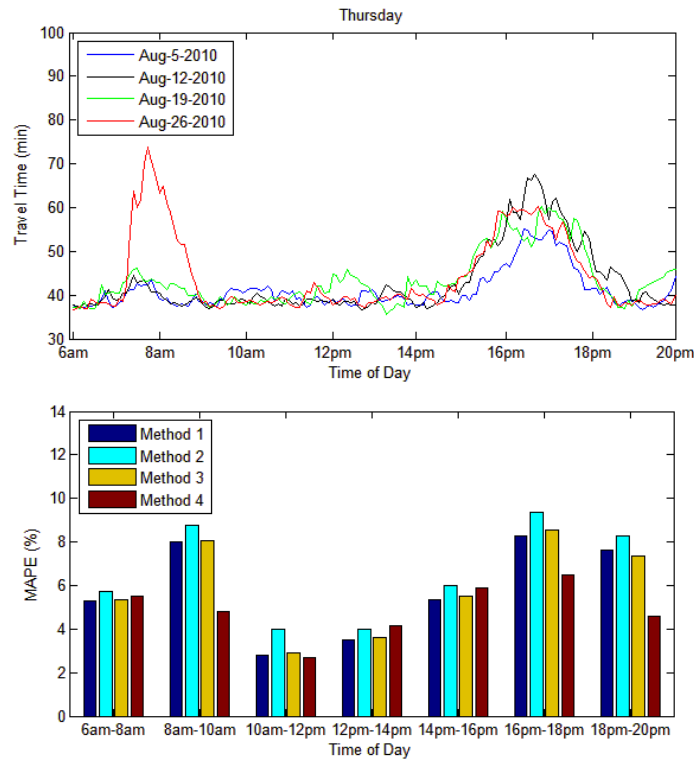 Thursday
100
90
80
70
60
50
40
30
Travel Time (min)
Aug-5-2010
Aug-12-2010
Aug-19-2010
Aug-26-2010
6am 8am 10am 12pm 14pm 16pm 18pm 20pm
Time of Day
14
12
10
8
6
4
2
0
MAPE (%)
Method 1
Method 2
Method 3
Method 4
6am-8am 8am-10am 10am-12pm 12pm-14pm 14pm-16pm 16pm-18pm 18pm-20pm
Time of Day